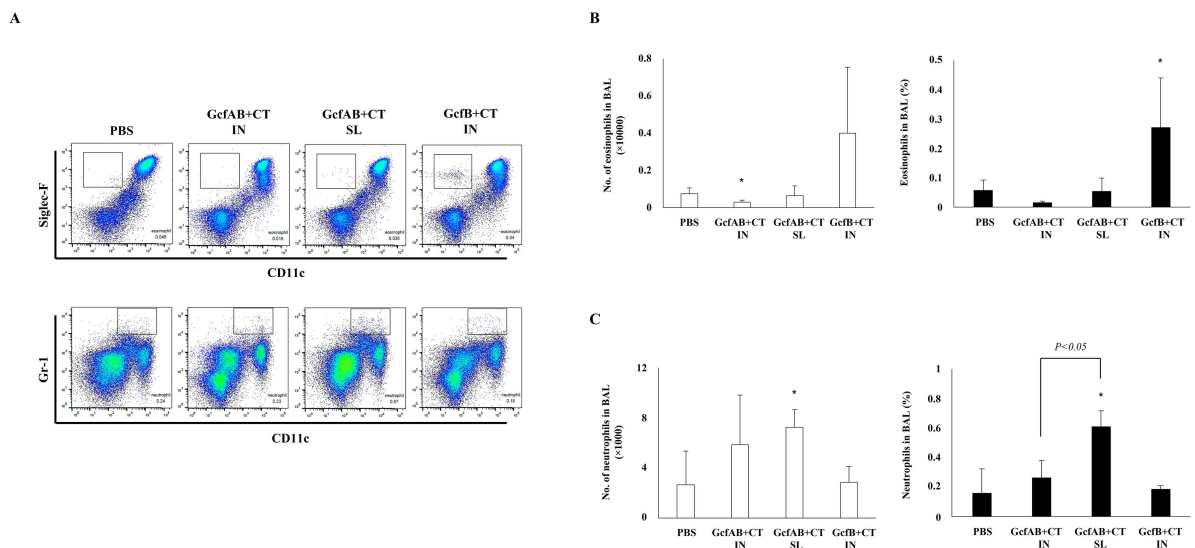 A
PBS
GcfAB+CT
IN
GcfAB+CT
SL
GcfB+CT
IN
Siglec-F
eosinophil
0.048
eosinophil
0.016
eosinophil
0.036
eosinophil
0.34
CD11c
Gr-1
neutrophil
0.24
neutrophil
0.23
neutrophil
0.67
neutrophil
0.18
CD11c
B
No. of eosinophils in BAL
(×10000)
0.8
0.6
0.4
0.2
0
PBS
GcfAB+CT
IN
GcfAB+CT
SL
GcfB+CT
IN
*
Eosinophils in BAL (%)
0.5
0.4
0.3
0.2
0.1
0
PBS
GcfAB+CT
IN
GcfAB+CT
SL
GcfB+CT
IN
*
C
No. of neutrophils in BAL
(×1000)
12
8
4
0
PBS
GcfAB+CT
IN
GcfAB+CT
SL
GcfB+CT
IN
*
P<0.05
Neutrophils in BAL (%)
1
0.8
0.6
0.4
0.2
0
PBS
GcfAB+CT
IN
GcfAB+CT
SL
GcfB+CT
IN
*